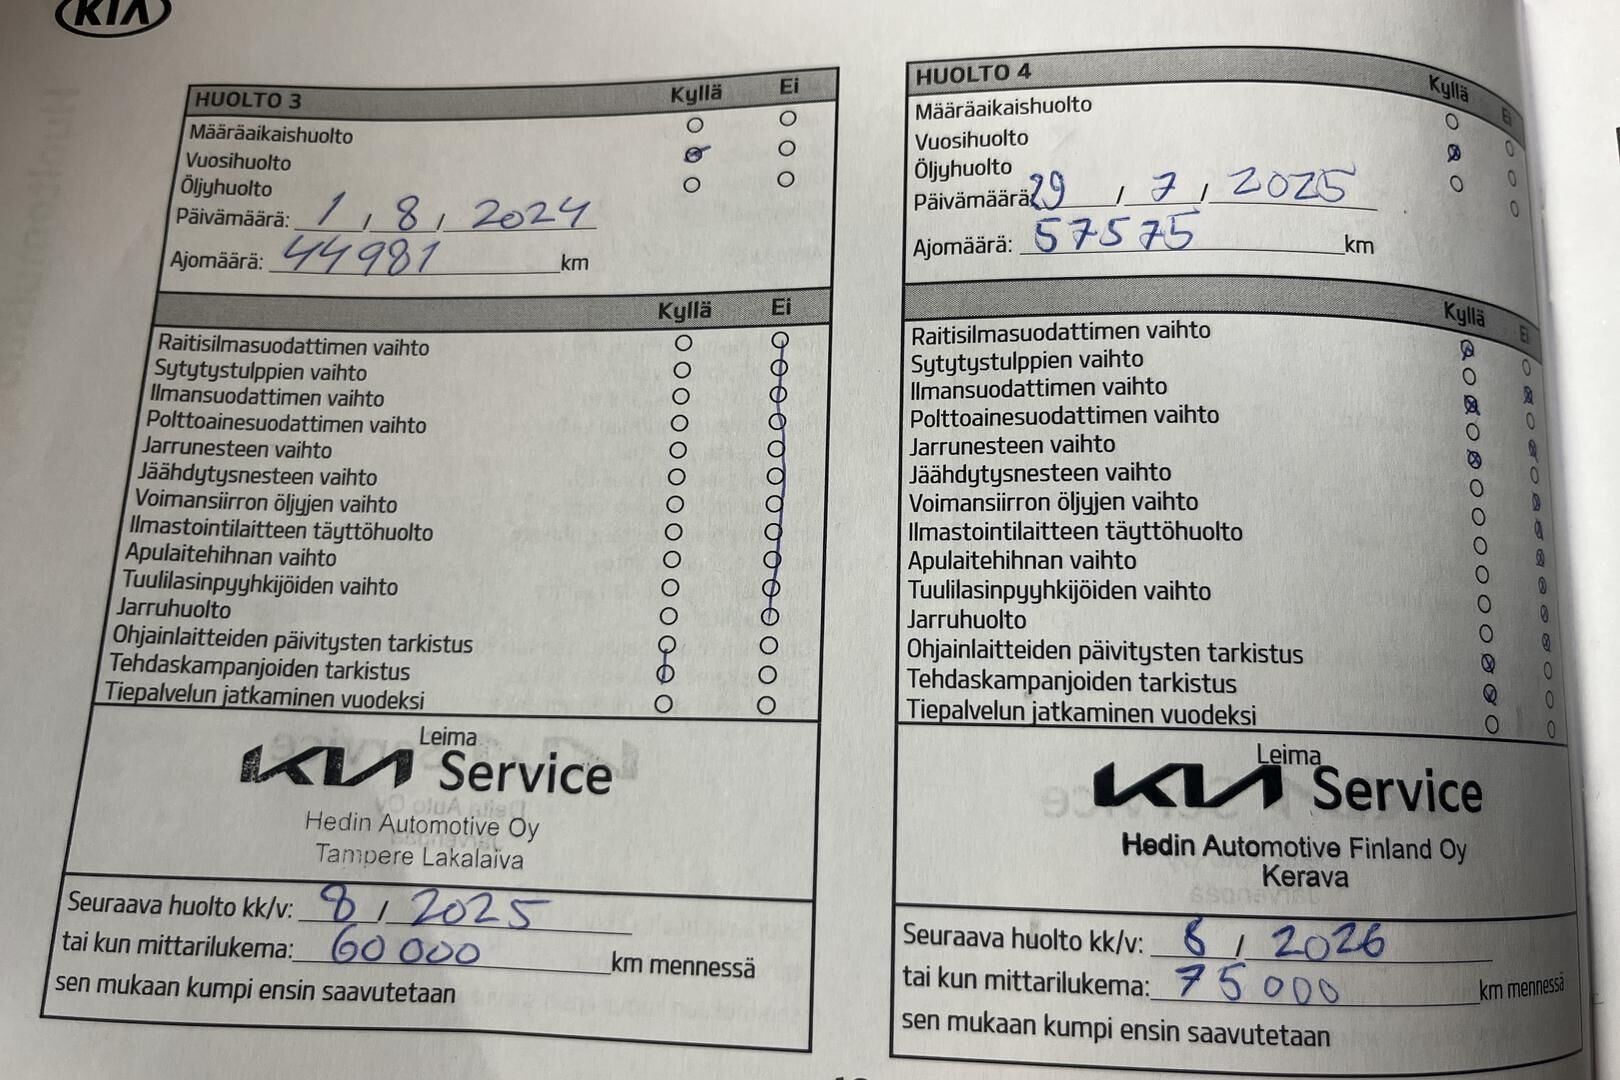 KIA
HUOLTO 3 Kyllä Ei
Määräaikaishuolto
Vuosihuolto
Öljyhuolto
Päivämäärä: 1 / 8 / 2024
Ajomäärä: 44981 km
Kyllä Ei
Raitisilmasuodattimen vaihto
Sytytystulppien vaihto
Ilmansuodattimen vaihto
Polttoainesuodattimen vaihto
Jarrunesteen vaihto
Jäähdytysnesteen vaihto
Voimansiirron öljyjen vaihto
Ilmastointilaitteen täyttöhuolto
Apulaitehihnan vaihto
Tuulilasinpyyhkijöiden vaihto
Jarruhuolto
Ohjainlaitteiden päivitysten tarkistus
Tehdaskampanjoiden tarkistus
Tiepalvelun jatkaminen vuodeksi
Leima
KIA Service
Hedin Automotive Oy
Tampere Lakalaiva
Seuraava huolto kk/v: 8 / 2025
tai kun mittarilukema: 60 000 km mennessä
sen mukaan kumpi ensin saavutetaan
HUOLTO 4 Kyllä Ei
Määräaikaishuolto
Vuosihuolto
Öljyhuolto
Päivämäärä: 29 / 7 / 2025
Ajomäärä: 57575 km
Kyllä Ei
Raitisilmasuodattimen vaihto
Sytytystulppien vaihto
Ilmansuodattimen vaihto
Polttoainesuodattimen vaihto
Jarrunesteen vaihto
Jäähdytysnesteen vaihto
Voimansiirron öljyjen vaihto
Ilmastointilaitteen täyttöhuolto
Apulaitehihnan vaihto
Tuulilasinpyyhkijöiden vaihto
Jarruhuolto
Ohjainlaitteiden päivitysten tarkistus
Tehdaskampanjoiden tarkistus
Tiepalvelun jatkaminen vuodeksi
Leima
KIA Service
Hedin Automotive Finland Oy
Kerava
Seuraava huolto kk/v: 8 / 2026
tai kun mittarilukema: 75 000 km mennessä
sen mukaan kumpi ensin saavutetaan